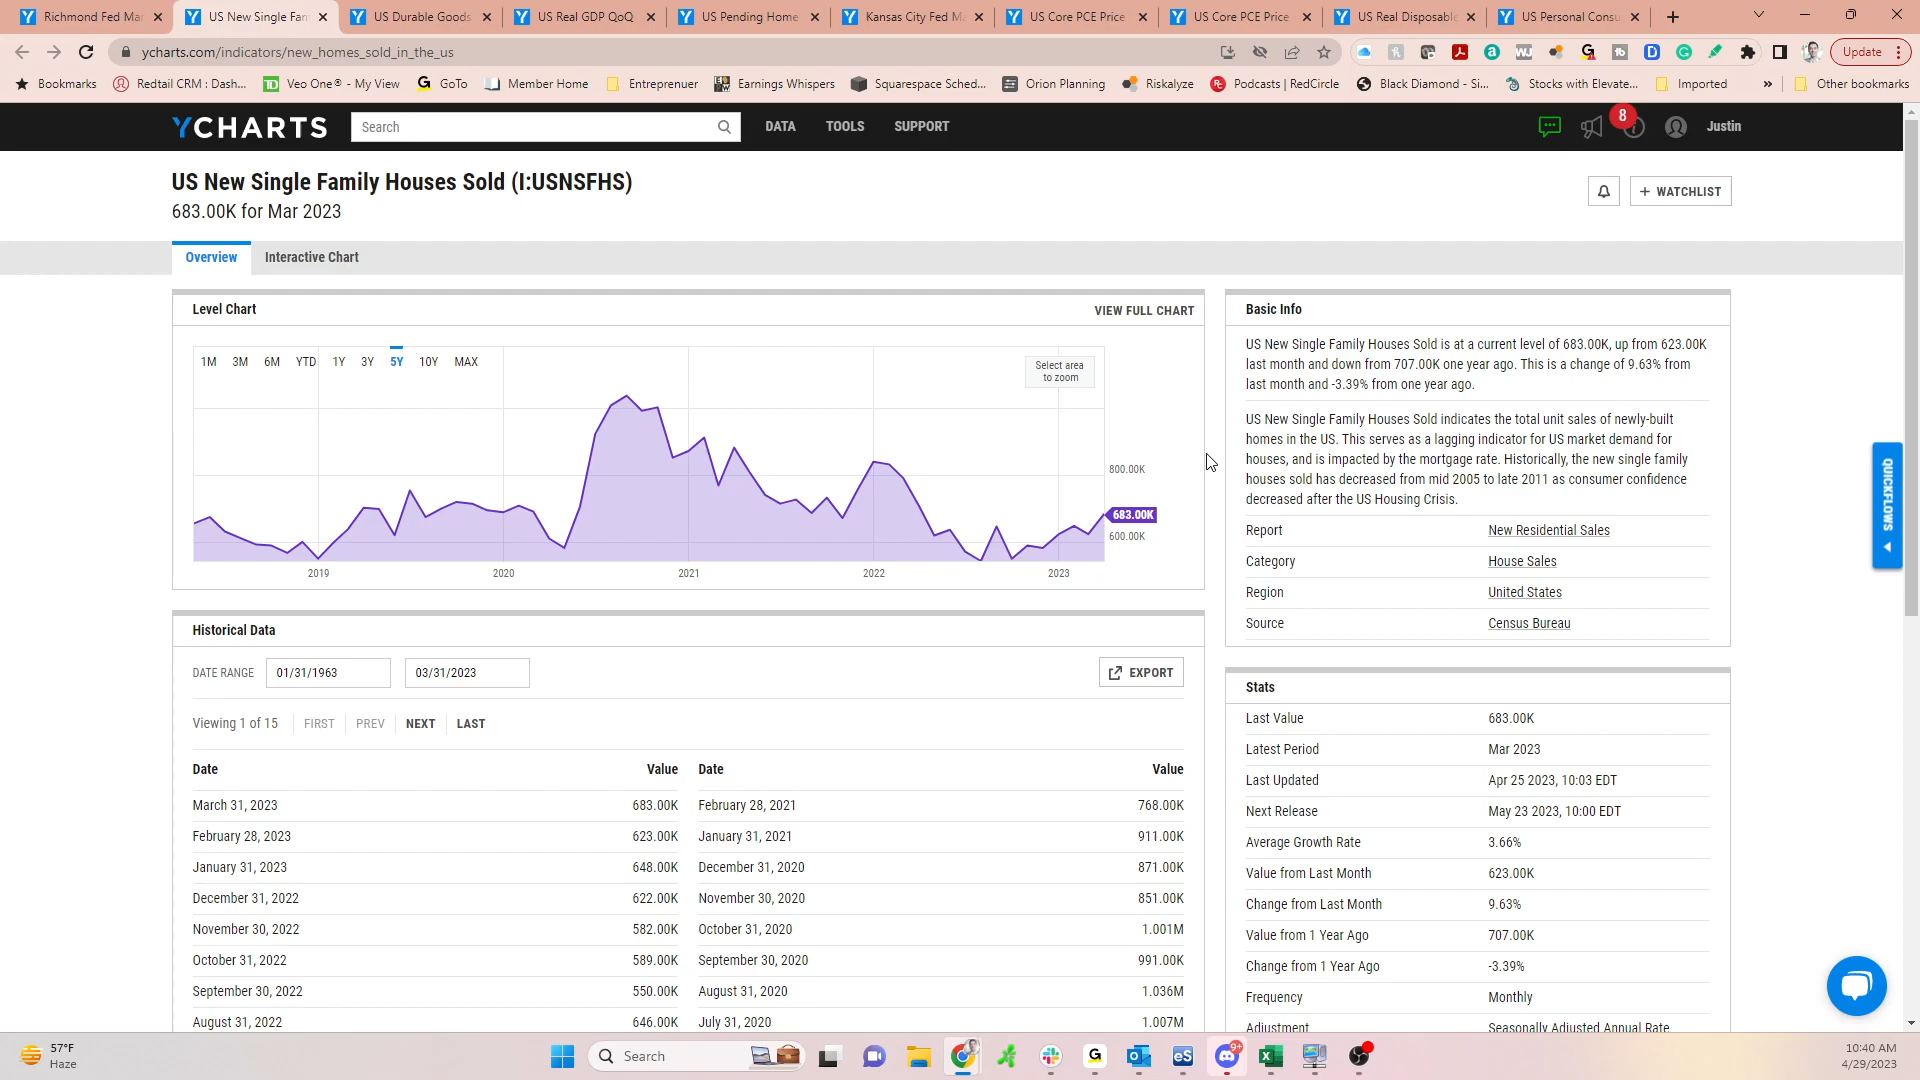 Richmond Fed Ma
US New Single Fam
US Durable Goods
US Real GDP QoQ
US Pending Home
Kansas City Fed M
US Core PCE Price
US Core PCE Price
US Real Disposable
US Personal Consu
ycharts.com/indicators/new_homes_sold_in_the_us
Update
Bookmarks
Redtail CRM : Dash...
Veo One® - My View
GoTo
Member Home
Entreprenuer
Earnings Whispers
Squarespace Sched...
Orion Planning
Riskalyze
Podcasts | RedCircle
Black Diamond - Si...
Stocks with Elevate...
Imported
»
Other bookmarks
YCHARTS
Search
DATA
TOOLS
SUPPORT
8
Justin
US New Single Family Houses Sold (I:USNSFHS)
683.00K for Mar 2023
+ WATCHLIST
Overview
Interactive Chart
Level Chart
VIEW FULL CHART
1M 3M 6M YTD 1Y 3Y 5Y 10Y MAX
Select area
to zoom
800.00K
683.00K
600.00K
2019 2020 2021 2022 2023
Basic Info
US New Single Family Houses Sold is at a current level of 683.00K, up from 623.00K
last month and down from 707.00K one year ago. This is a change of 9.63% from
last month and -3.39% from one year ago.
US New Single Family Houses Sold indicates the total unit sales of newly-built
homes in the US. This serves as a lagging indicator for US market demand for
houses, and is impacted by the mortgage rate. Historically, the new single family
houses sold has decreased from mid 2005 to late 2011 as consumer confidence
decreased after the US Housing Crisis.
Report New Residential Sales
Category House Sales
Region United States
Source Census Bureau
QUICKFLOWS
Historical Data
DATE RANGE 01/31/1963 03/31/2023
EXPORT
Viewing 1 of 15 FIRST PREV NEXT LAST
Date Value Date Value
March 31, 2023 683.00K February 28, 2021 768.00K
February 28, 2023 623.00K January 31, 2021 911.00K
January 31, 2023 648.00K December 31, 2020 871.00K
December 31, 2022 622.00K November 30, 2020 851.00K
November 30, 2022 582.00K October 31, 2020 1.001M
October 31, 2022 589.00K September 30, 2020 991.00K
September 30, 2022 550.00K August 31, 2020 1.036M
August 31, 2022 646.00K July 31, 2020 1.007M
Stats
Last Value 683.00K
Latest Period Mar 2023
Last Updated Apr 25 2023, 10:03 EDT
Next Release May 23 2023, 10:00 EDT
Average Growth Rate 3.66%
Value from Last Month 623.00K
Change from Last Month 9.63%
Value from 1 Year Ago 707.00K
Change from 1 Year Ago -3.39%
Frequency Monthly
Adjustment Seasonally Adjusted Annual Rate
57°F
Haze
Search
9+
10:40 AM
4/29/2023